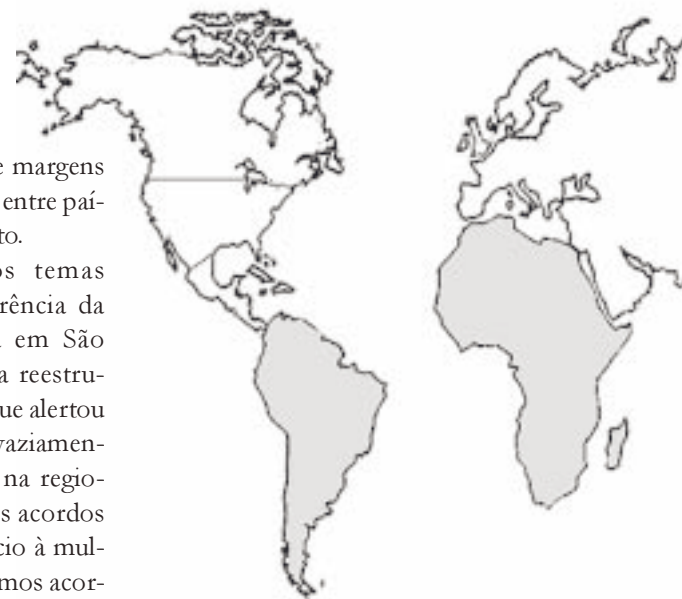 e margens
entre paí-
to.
os temas
rência da
em São
a reestru-
ue alertou
vaziamen-
na regio-
s acordos
cio à mul-
mos acor-